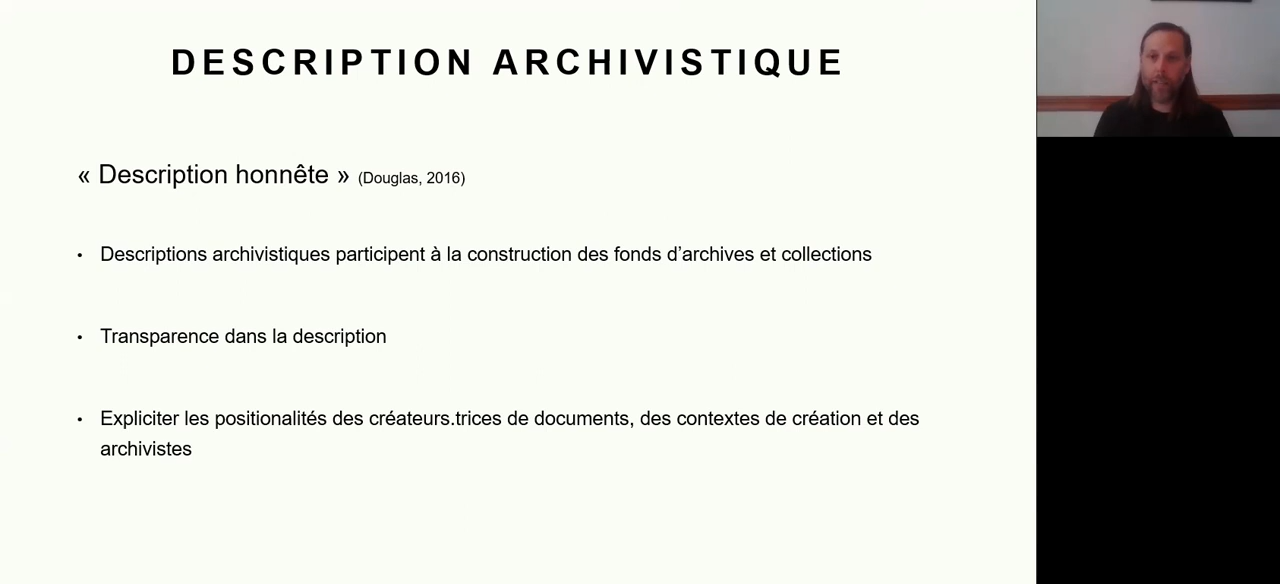 DESCRIPTION ARCHIVISTIQUE
« Description honnête » (Douglas, 2016)
• Descriptions archivistiques participent à la construction des fonds d’archives et collections
• Transparence dans la description
• Expliciter les positionalités des créateurs.trices de documents, des contextes de création et des
archivistes